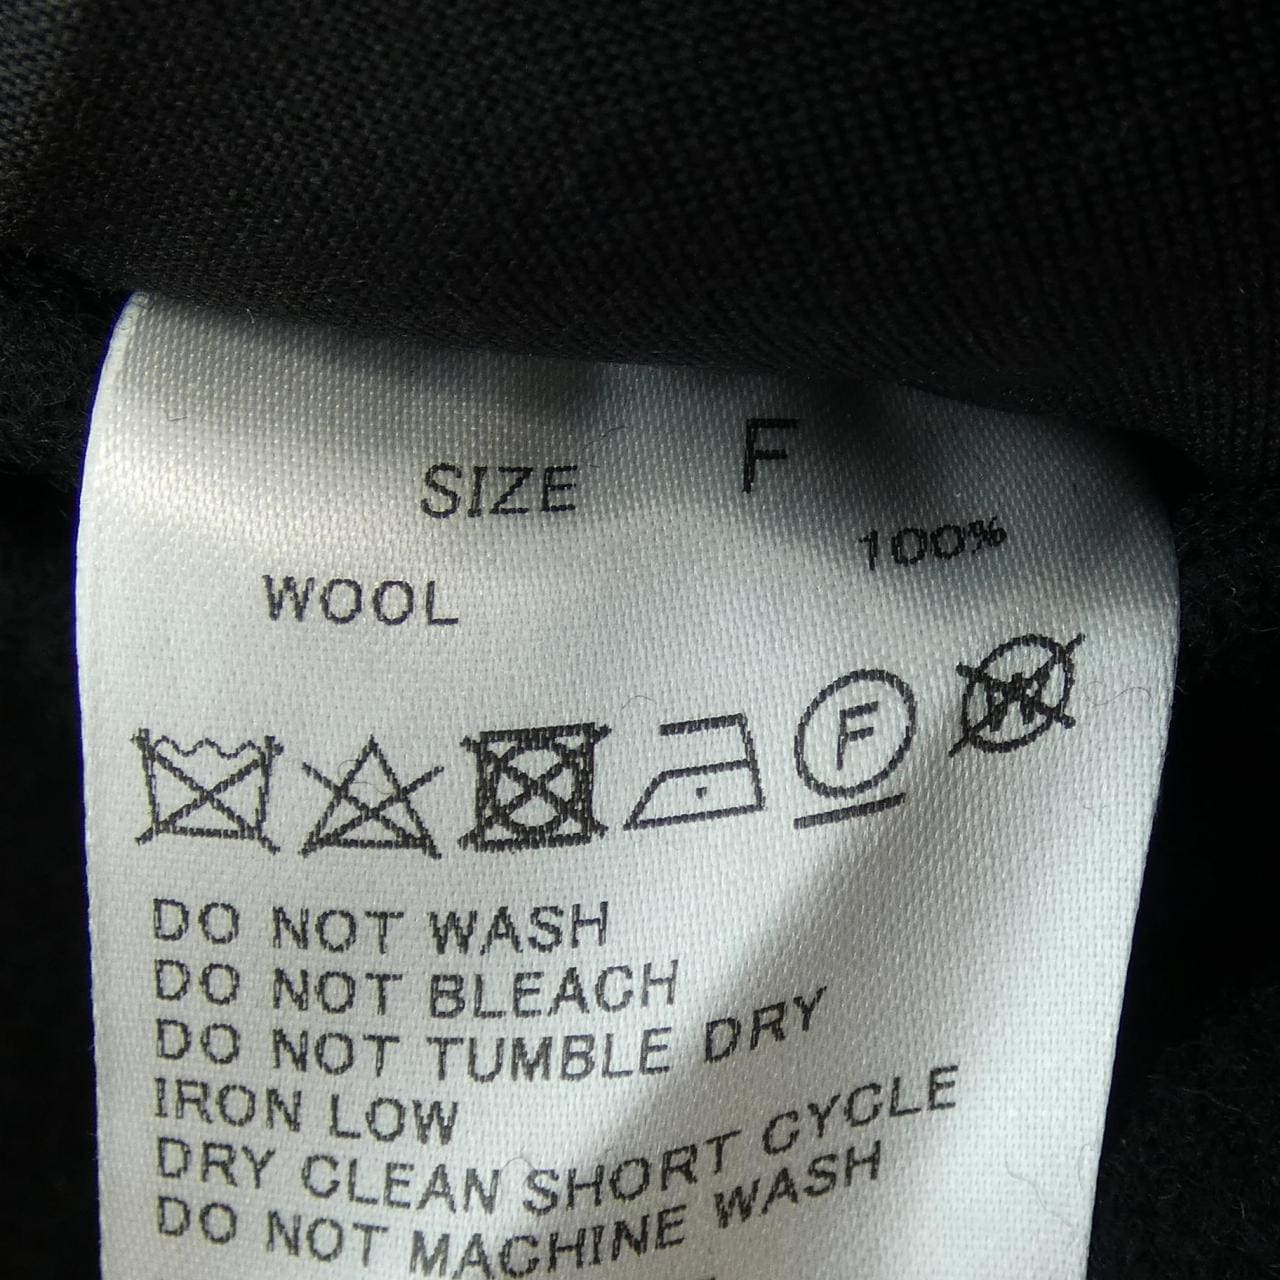 SIZE F
WOOL 100%
F W
DO NOT WASH
DO NOT BLEACH
DO NOT TUMBLE DRY
IRON LOW
DRY CLEAN SHORT CYCLE
DO NOT MACHINE WASH